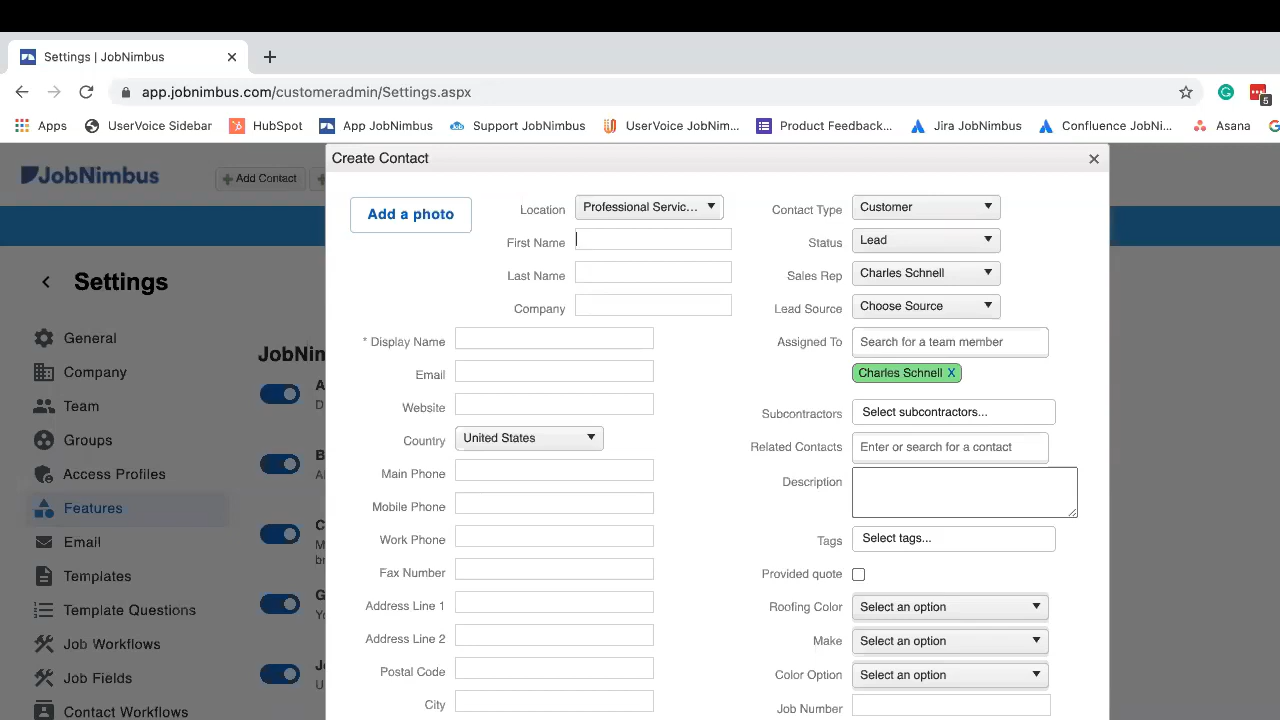 Settings | JobNimbus
app.jobnimbus.com/customeradmin/Settings.aspx
5
Apps
UserVoice Sidebar
HubSpot
App JobNimbus
Support JobNimbus
UserVoice JobNim...
Product Feedback...
Jira JobNimbus
Confluence JobNi...
Asana
JobNimbus
Add Contact
Settings
General
Company
Team
Groups
Access Profiles
Features
Email
Templates
Template Questions
Job Workflows
Job Fields
Contact Workflows
JobNin
A
D
B
Al
C
M
br
G
Yo
Jo
U
Create Contact
Add a photo
Location
Professional Servic...
First Name
Last Name
Company
* Display Name
Email
Website
Country
United States
Main Phone
Mobile Phone
Work Phone
Fax Number
Address Line 1
Address Line 2
Postal Code
City
Contact Type
Customer
Status
Lead
Sales Rep
Charles Schnell
Lead Source
Choose Source
Assigned To
Search for a team member
Charles Schnell X
Subcontractors
Select subcontractors...
Related Contacts
Enter or search for a contact
Description
Tags
Select tags...
Provided quote
Roofing Color
Select an option
Make
Select an option
Color Option
Select an option
Job Number